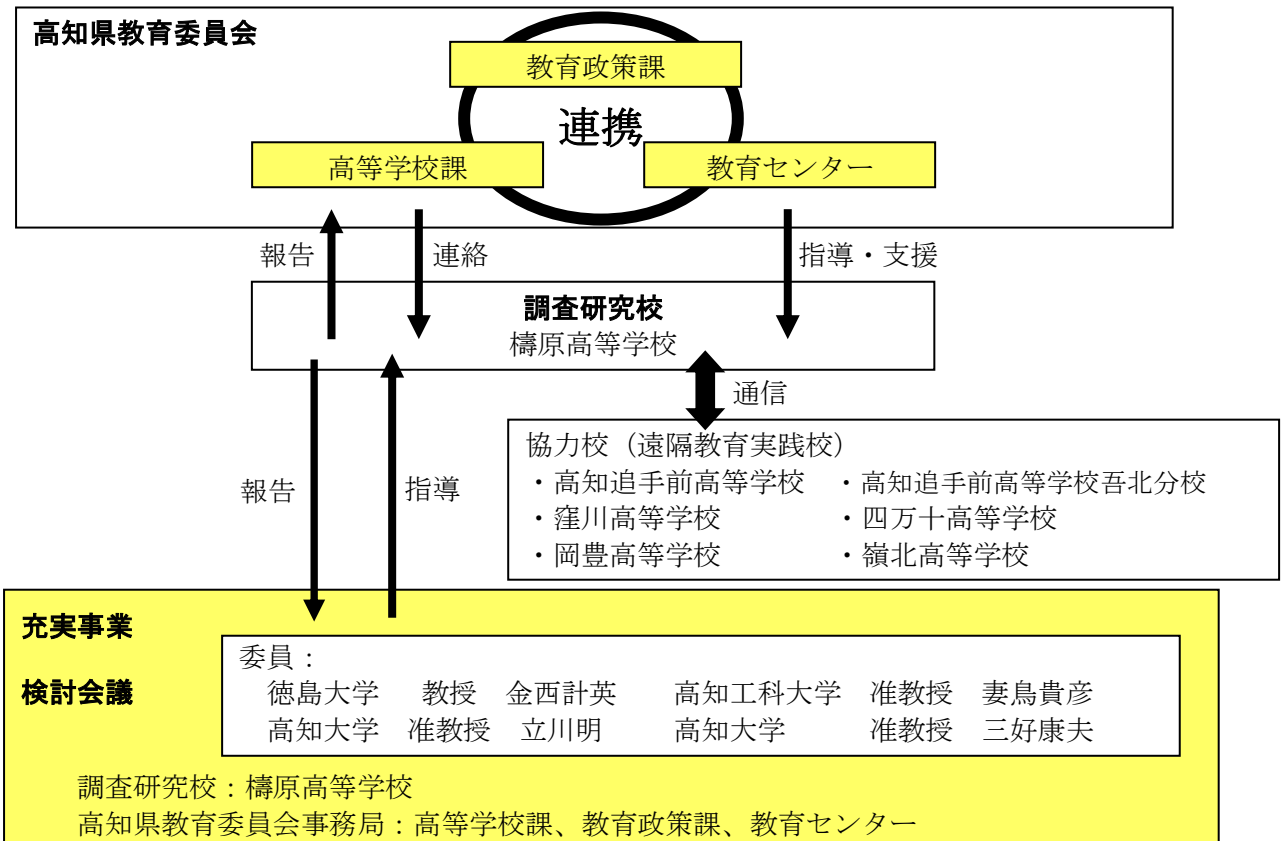 高知県教育委員会
教育政策課
連携
高等学校課
教育センター
報告
連絡
指導・支援
調査研究校
檮原高等学校
通信
協力校（遠隔教育実践校）
・高知追手前高等学校　・高知追手前高等学校吾北分校
・窪川高等学校　・四万十高等学校
・岡豊高等学校　・嶺北高等学校
報告
指導
充実事業
検討会議
委員：
徳島大学　教授　金西計英　高知工科大学　准教授　妻鳥貴彦
高知大学　准教授　立川明　高知大学　准教授　三好康夫
調査研究校：檮原高等学校
高知県教育委員会事務局：高等学校課、教育政策課、教育センター